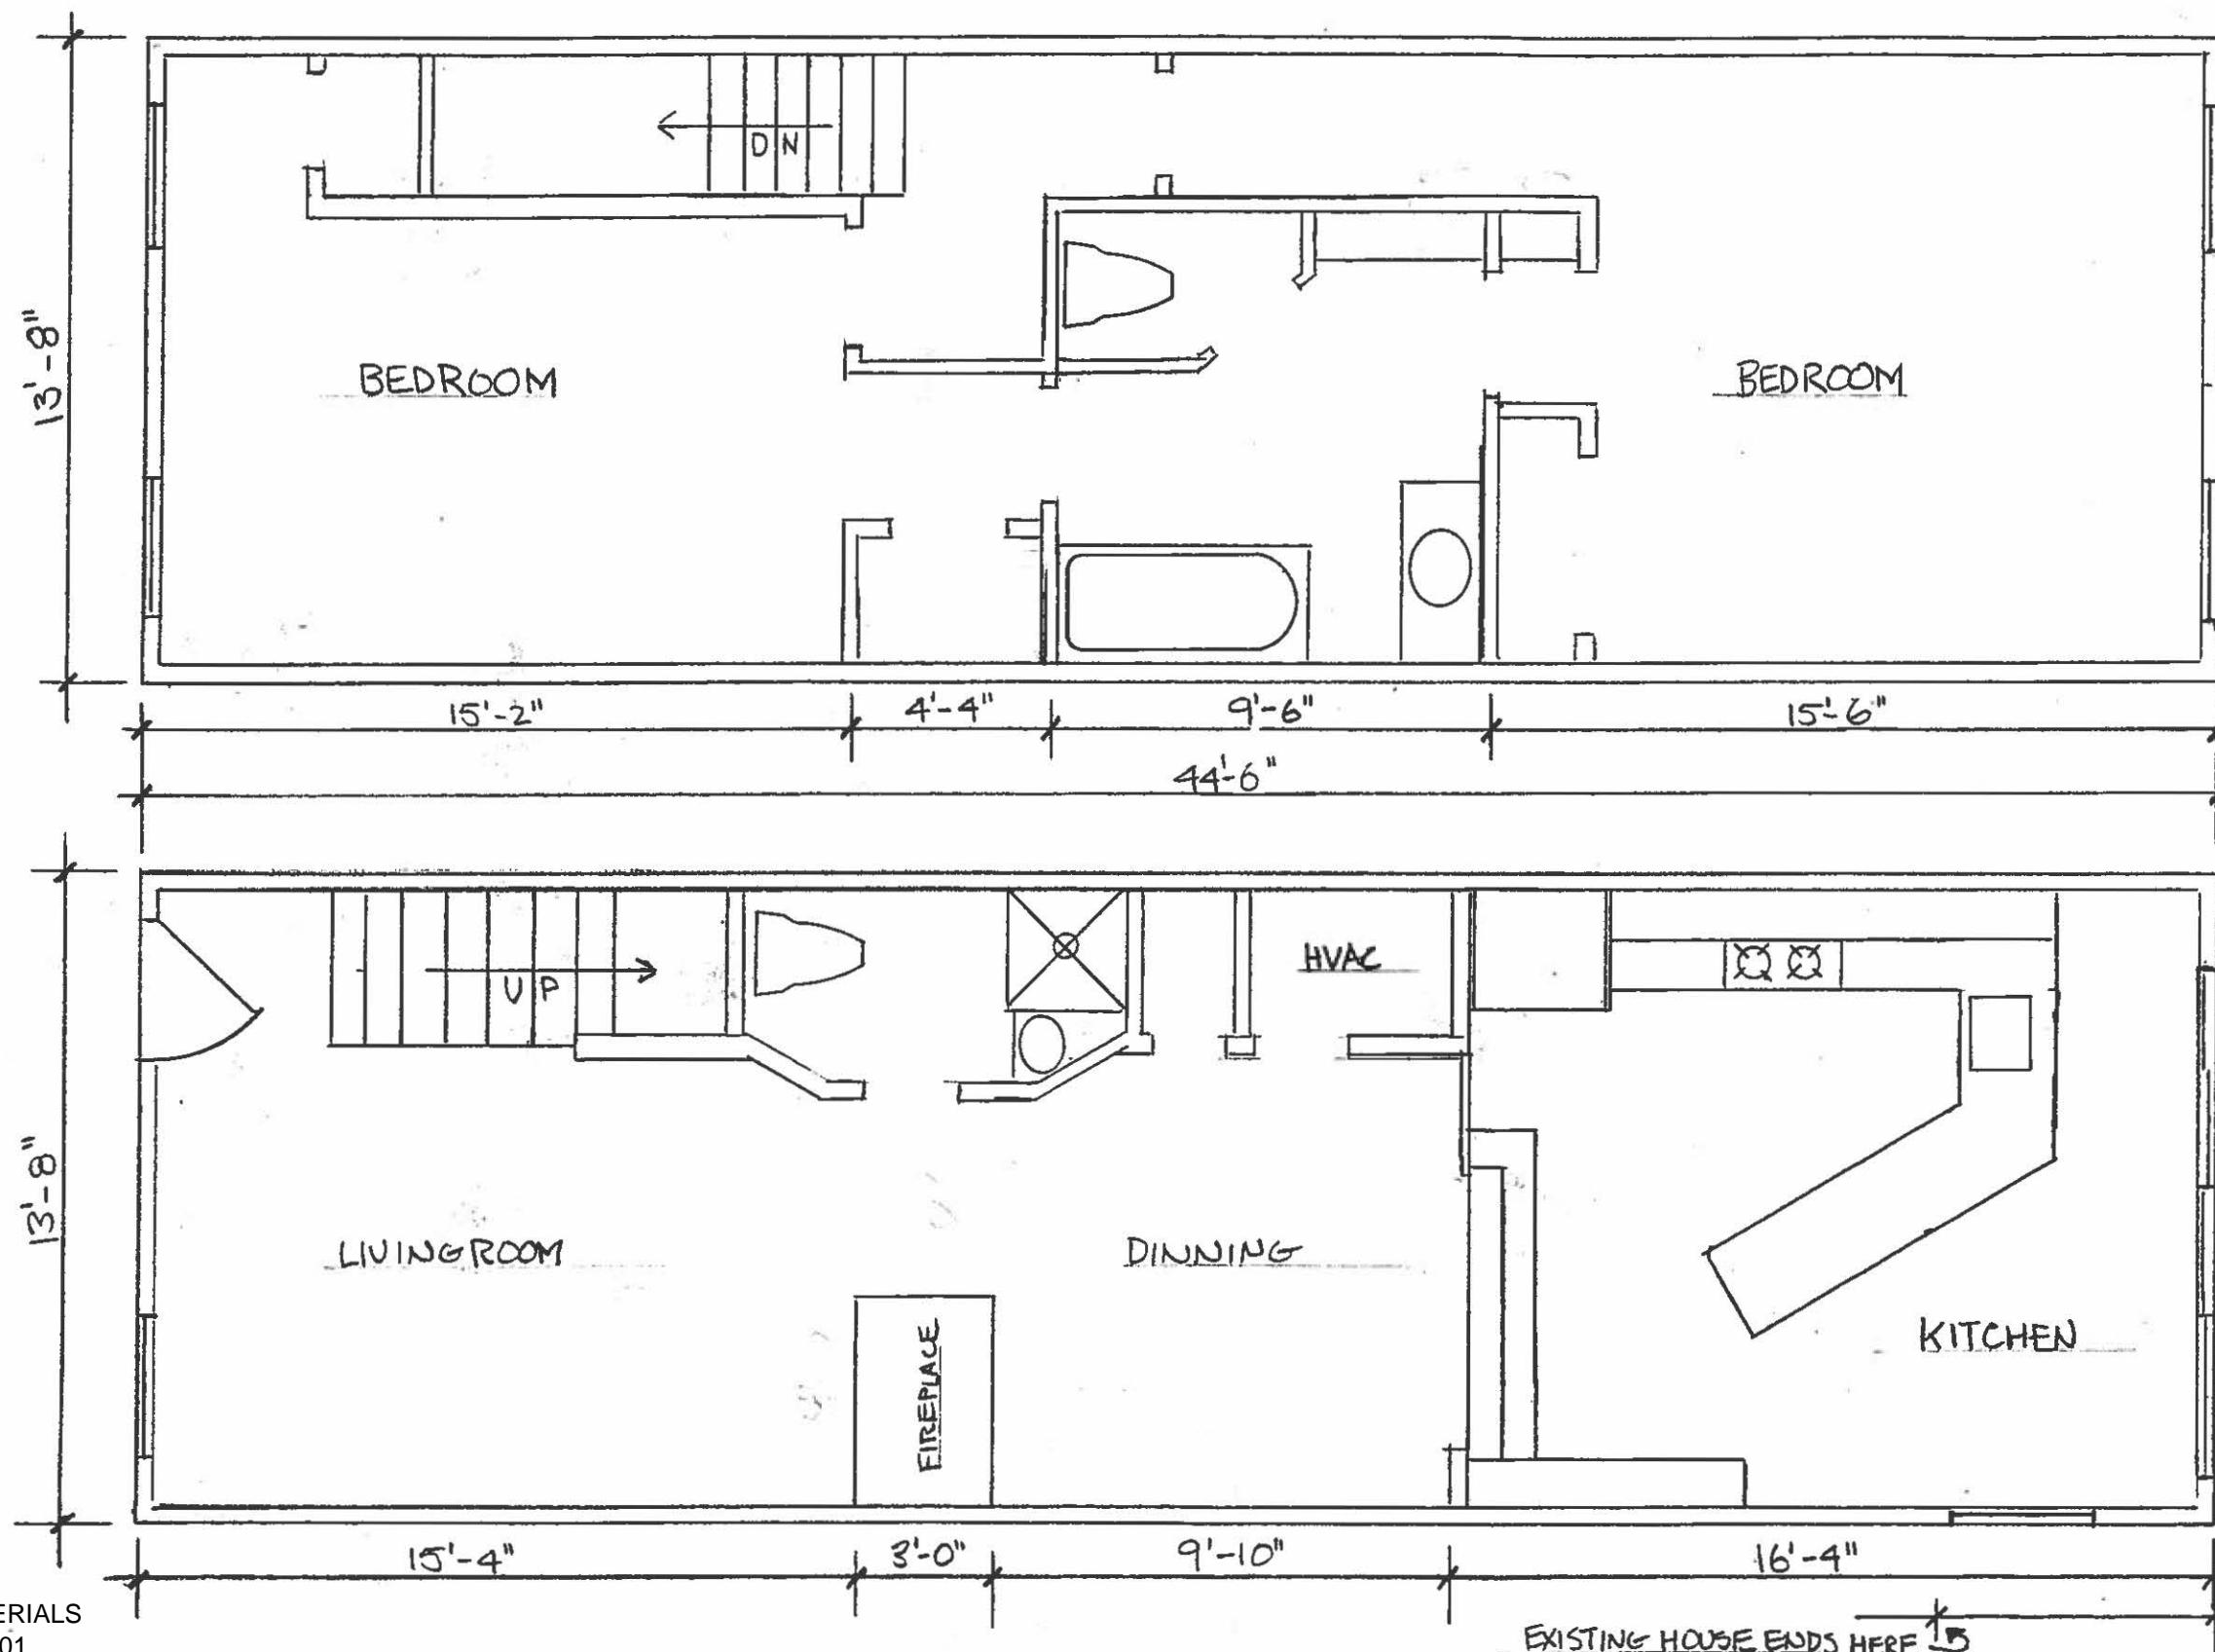 DN
13'-8"
BEDROOM
BEDROOM
15'-2"
4'-4"
9'-6"
15'-6"
44'-6"
HVAC
UP
13'-8"
LIVINGROOM
DINNING
FIREPLACE
KITCHEN
15'-4"
3'-0"
9'-10"
16'-4"
ERIALS
01
EXISTING HOUSE ENDS HERE